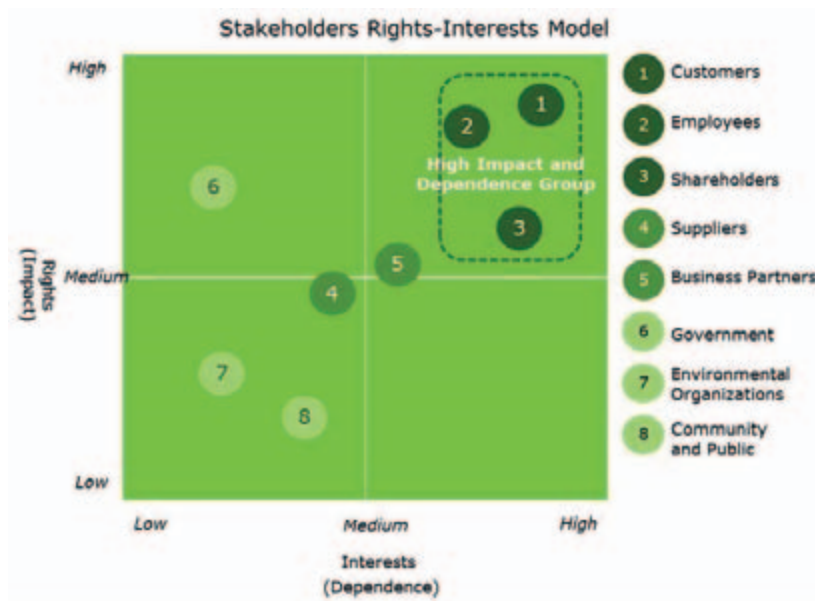 Stakeholders Rights-Interests Model
High
Medium
Low
Rights
(Impact)
1
2
High Impact and
Dependence Group
3
6
5
4
7
8
Low
Medium
High
Interests
(Dependence)
1 Customers
2 Employees
3 Shareholders
4 Suppliers
5 Business Partners
6 Government
7 Environmental
Organizations
8 Community
and Public